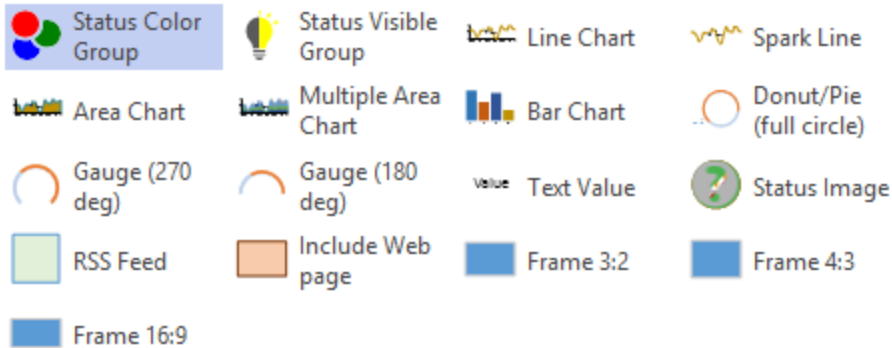 Status Color
Group
Status Visible
Group
Line Chart
Spark Line
Area Chart
Multiple Area
Chart
Bar Chart
Donut/Pie
(full circle)
Gauge (270
deg)
Gauge (180
deg)
Value
Text Value
?
Status Image
RSS Feed
Include Web
page
Frame 3:2
Frame 4:3
Frame 16:9